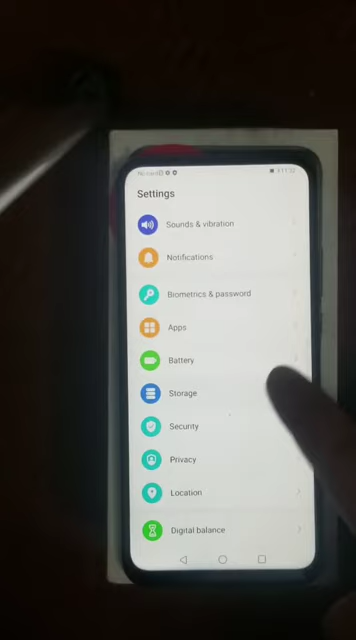 Settings
Sounds & vibration
Notifications
Biometrics & password
Apps
Battery
Storage
Security
Privacy
Location
Digital balance